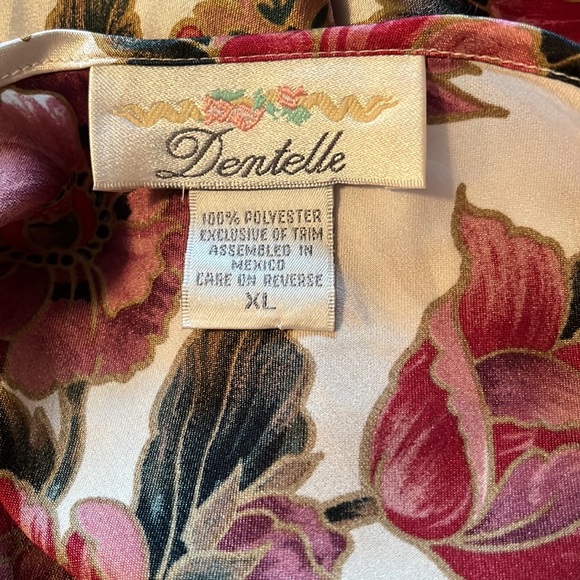 Dentelle
100% POLYESTER
EXCLUSIVE OF TRIM
ASSEMBLED IN
MEXICO
CARE ON REVERSE
XL